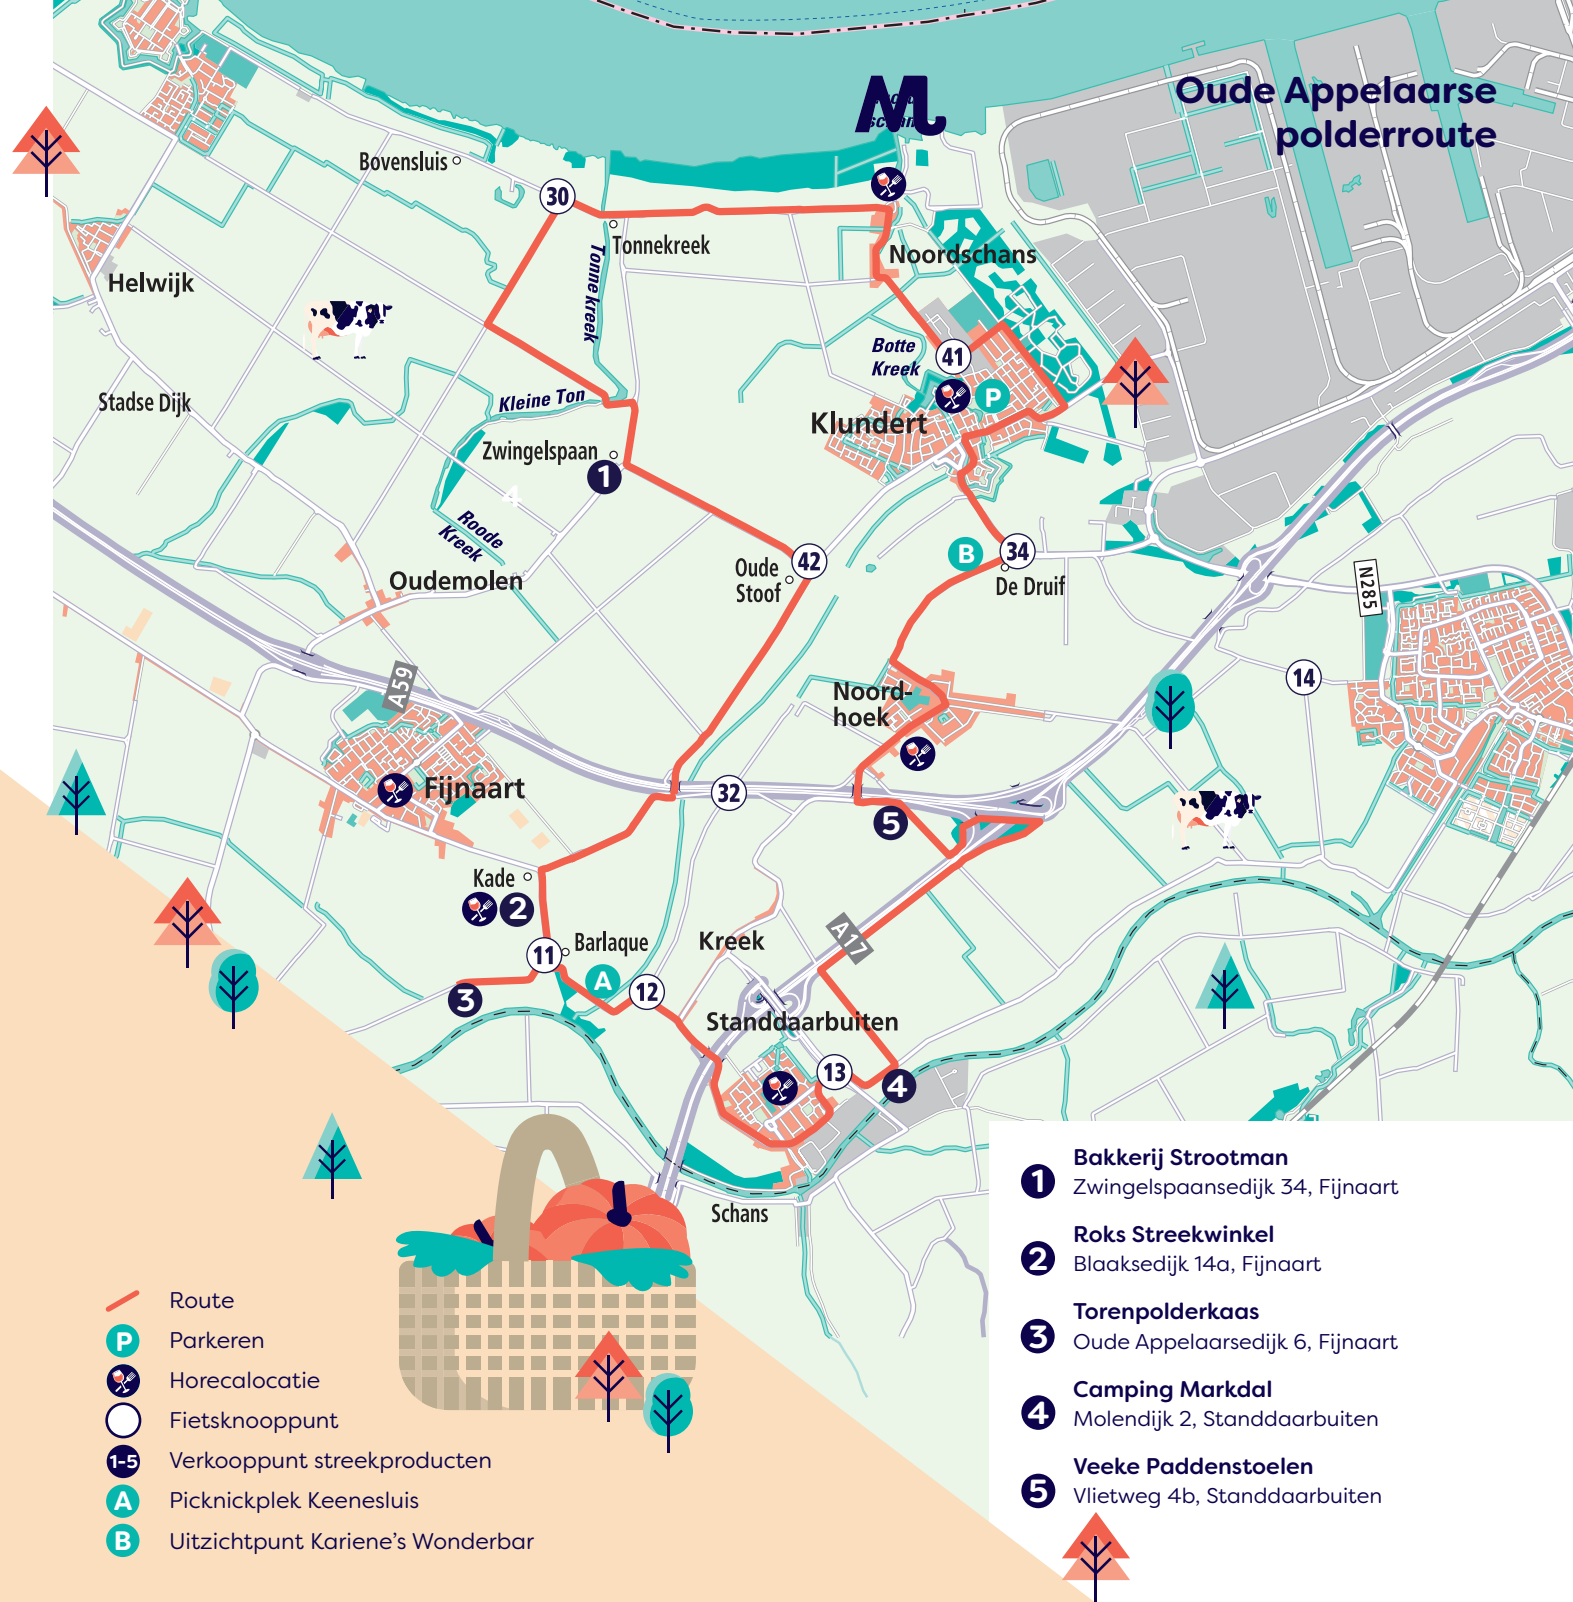 Oude Appelaarse
polderroute
M
Bovensluis
30
Tonnekreek
Tonnekreek
Noordschans
Helwijk
Botte
Kreek
41
P
Klundert
Stadse Dijk
Kleine Ton
Zwingelspaan
1
4
Roode
Kreek
Oudemolen
Oude
Stoof
42
B
34
De Druif
N285
14
A59
Noord-
hoek
Fijnaart
32
5
Kade
2
11
Barlaque
Kreek
A17
3
A
12
Standdaarbuiten
13
4
Schans
1
Bakkerij Strootman
Zwingelspaansedijk 34, Fijnaart
2
Roks Streekwinkel
Blaaksedijk 14a, Fijnaart
3
Torenpolderkaas
Oude Appelaarsedijk 6, Fijnaart
4
Camping Markdal
Molendijk 2, Standdaarbuiten
5
Veeke Paddenstoelen
Vlietweg 4b, Standdaarbuiten
Route
P Parkeren
Horecalocatie
Fietsknooppunt
1-5 Verkooppunt streekproducten
A Picknickplek Keenesluis
B Uitzichtpunt Kariene's Wonderbar